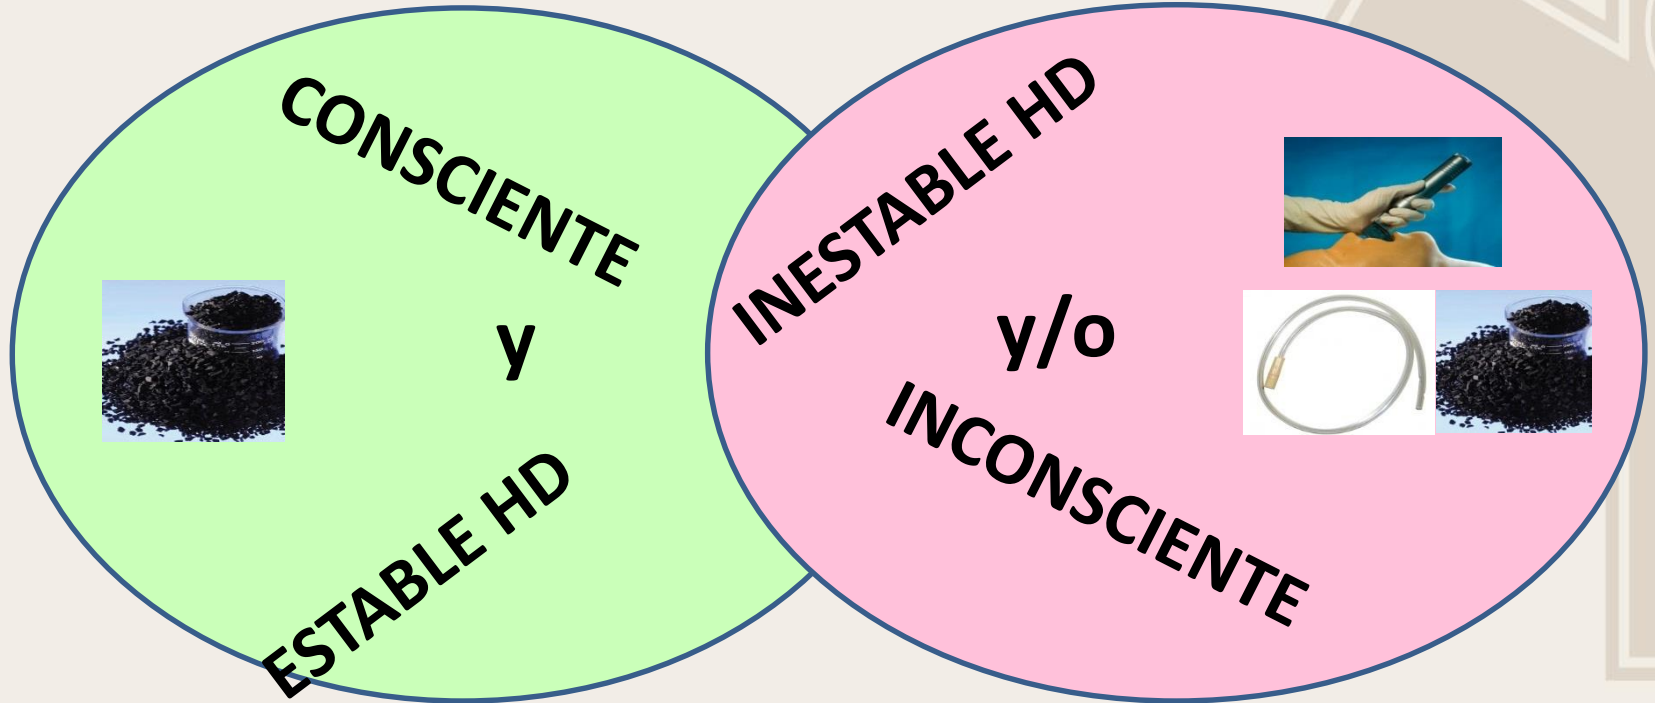 CONSCIENTE
y
ESTABLE HD
INESTABLE HD
y/o
INCONSCIENTE